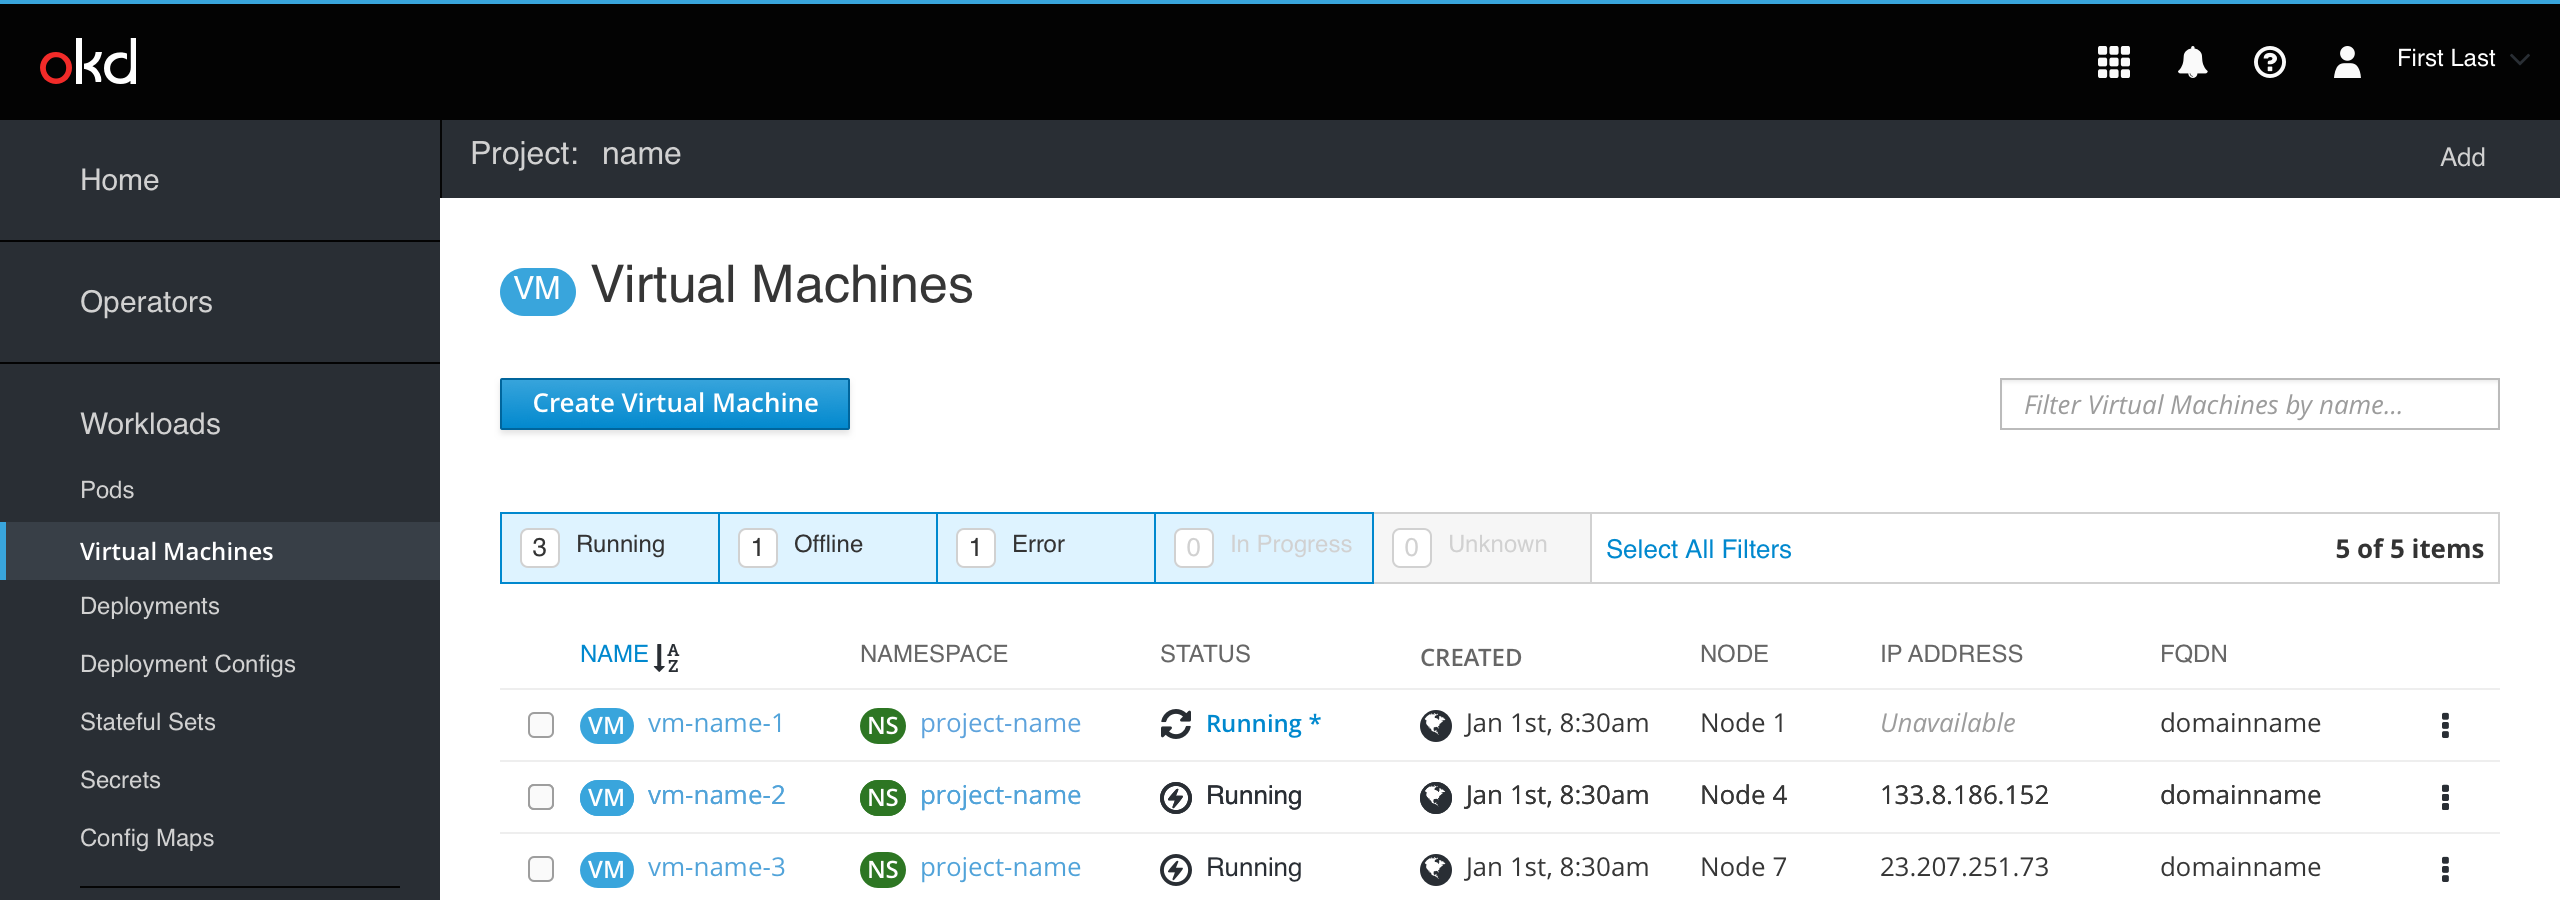 okd
First Last
Project: name
Add
Home
Operators
Workloads
Pods
Virtual Machines
Deployments
Deployment Configs
Stateful Sets
Secrets
Config Maps
VM Virtual Machines
Create Virtual Machine
Filter Virtual Machines by name...
3 Running 1 Offline 1 Error 0 In Progress 0 Unknown Select All Filters 5 of 5 items
NAME NAMESPACE STATUS CREATED NODE IP ADDRESS FQDN
VM vm-name-1 NS project-name Running * Jan 1st, 8:30am Node 1 Unavailable domainname
VM vm-name-2 NS project-name Running Jan 1st, 8:30am Node 4 133.8.186.152 domainname
VM vm-name-3 NS project-name Running Jan 1st, 8:30am Node 7 23.207.251.73 domainname